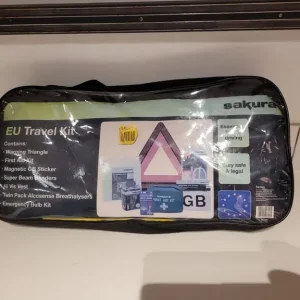 sakura
EU Travel Kit
Contains:
· Warning Triangle
· First Aid Kit
· Magnetic GB Sticker
· Super Beam Benders
· Hi Vis Vest
· Twin Pack Alcosense Breathalysers
· Emergency Bulb Kit
driving
safe
& legal
GB